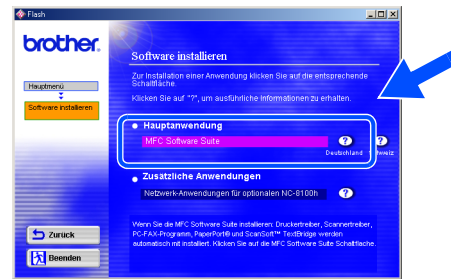 Flash
brother.
Software installieren
Zur Installation einer Anwendung klicken Sie auf die entsprechende
Schaltfläche.
Klicken Sie auf "?", um ausführliche Informationen zu erhalten.
Hauptmenü
Software installieren
Hauptanwendung
MFC Software Suite
?
?
Deutschland
Zusätzliche Anwendungen
Netzwerk-Anwendungen für optionalen NC-8100h
?
Wenn Sie die MFC Software Suite installieren: Druckertreiber, Scannertreiber,
PC-FAX-Programm, PaperPort® und ScanSoft™ TextBridge werden
automatisch mit installiert. Klicken Sie auf die MFC Software Suite Schaltfläche.
Zurück
Beenden